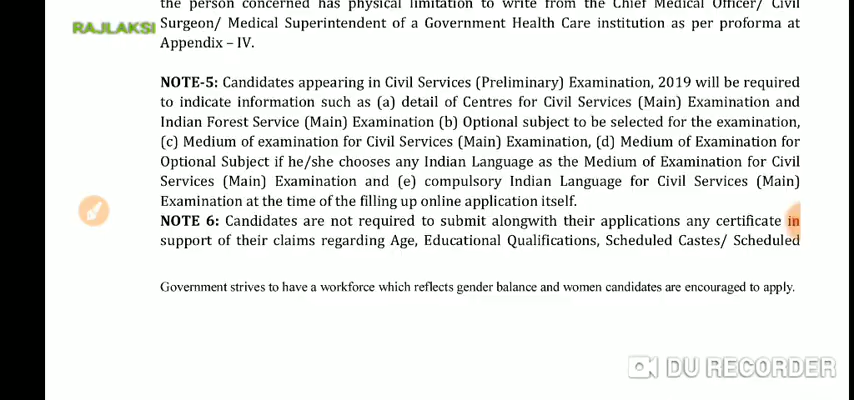 the person concerned has physical limitation to write from the Chief Medical Officer/ Civil
RAJLAKSI
Surgeon/ Medical Superintendent of a Government Health Care institution as per proforma at
Appendix – IV.
NOTE-5: Candidates appearing in Civil Services (Preliminary) Examination, 2019 will be required
to indicate information such as (a) detail of Centres for Civil Services (Main) Examination and
Indian Forest Service (Main) Examination (b) Optional subject to be selected for the examination,
(c) Medium of examination for Civil Services (Main) Examination, (d) Medium of Examination for
Optional Subject if he/she chooses any Indian Language as the Medium of Examination for Civil
Services (Main) Examination and (e) compulsory Indian Language for Civil Services (Main)
Examination at the time of the filling up online application itself.
NOTE 6: Candidates are not required to submit alongwith their applications any certificate in
support of their claims regarding Age, Educational Qualifications, Scheduled Castes/ Scheduled
Government strives to have a workforce which reflects gender balance and women candidates are encouraged to apply.
DU RECORDER